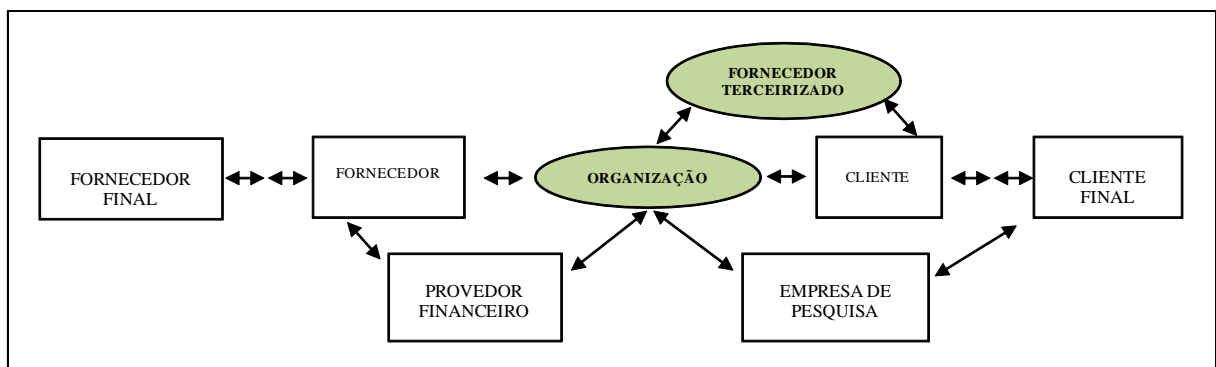 FORNECEDOR
TERCEIRIZADO
FORNECEDOR
FINAL
FORNECEDOR
ORGANIZAÇÃO
CLIENTE
CLIENTE
FINAL
PROVEDOR
FINANCEIRO
EMPRESA DE
PESQUISA